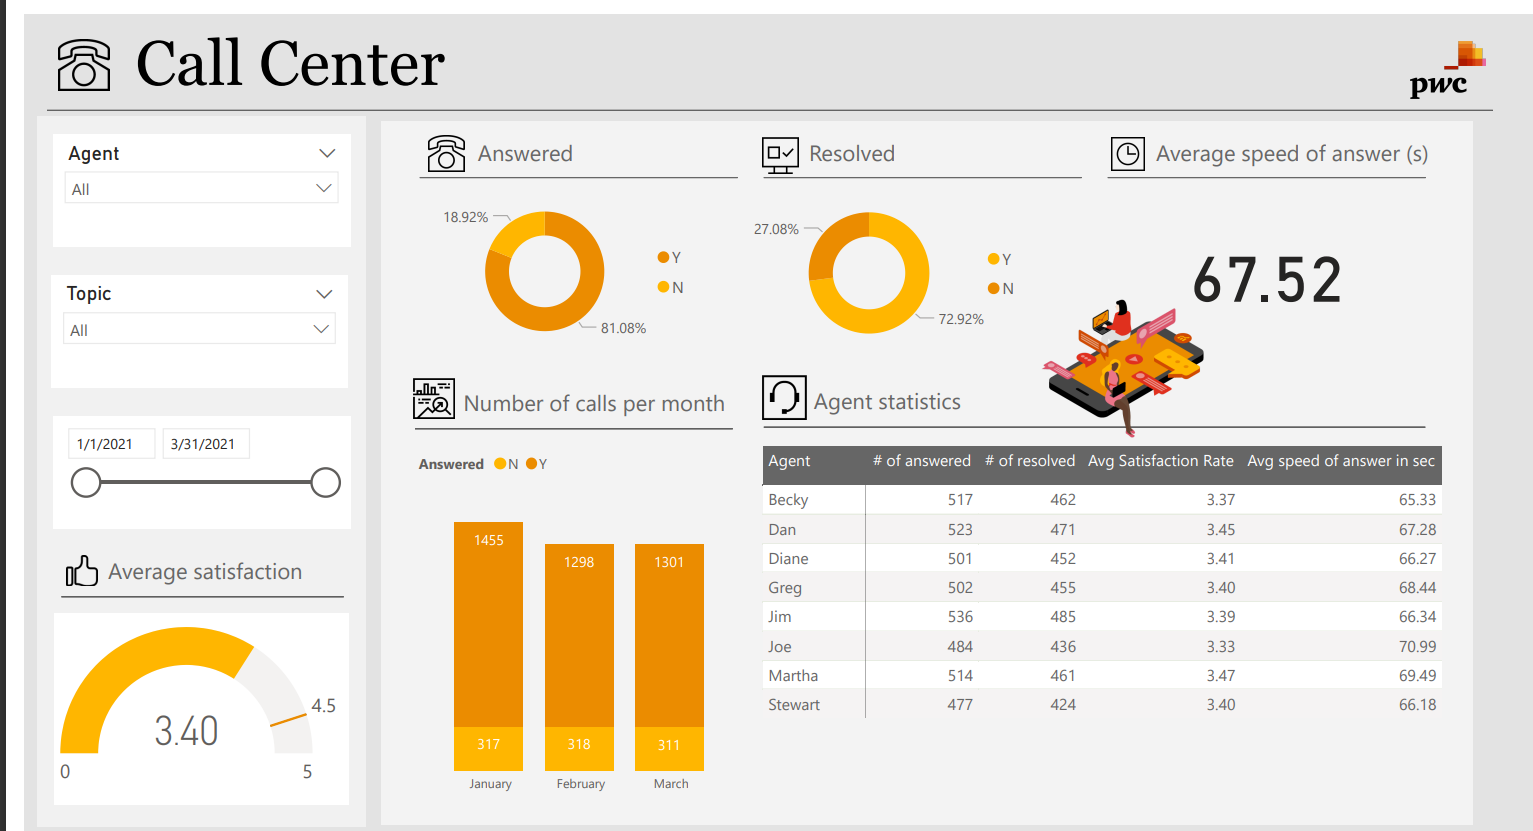 Call Center
pwc
Agent
All
Topic
All
1/1/2021 3/31/2021
Average satisfaction
3.40
4.5
0 5
Answered
18.92%
Y
N
81.08%
Resolved
27.08%
Y
N
72.92%
Average speed of answer (s)
67.52
Number of calls per month
Answered N Y
1455 1298 1301
317 318 311
January February March
Agent statistics
Agent # of answered # of resolved Avg Satisfaction Rate Avg speed of answer in sec
Becky 517 462 3.37 65.33
Dan 523 471 3.45 67.28
Diane 501 452 3.41 66.27
Greg 502 455 3.40 68.44
Jim 536 485 3.39 66.34
Joe 484 436 3.33 70.99
Martha 514 461 3.47 69.49
Stewart 477 424 3.40 66.18